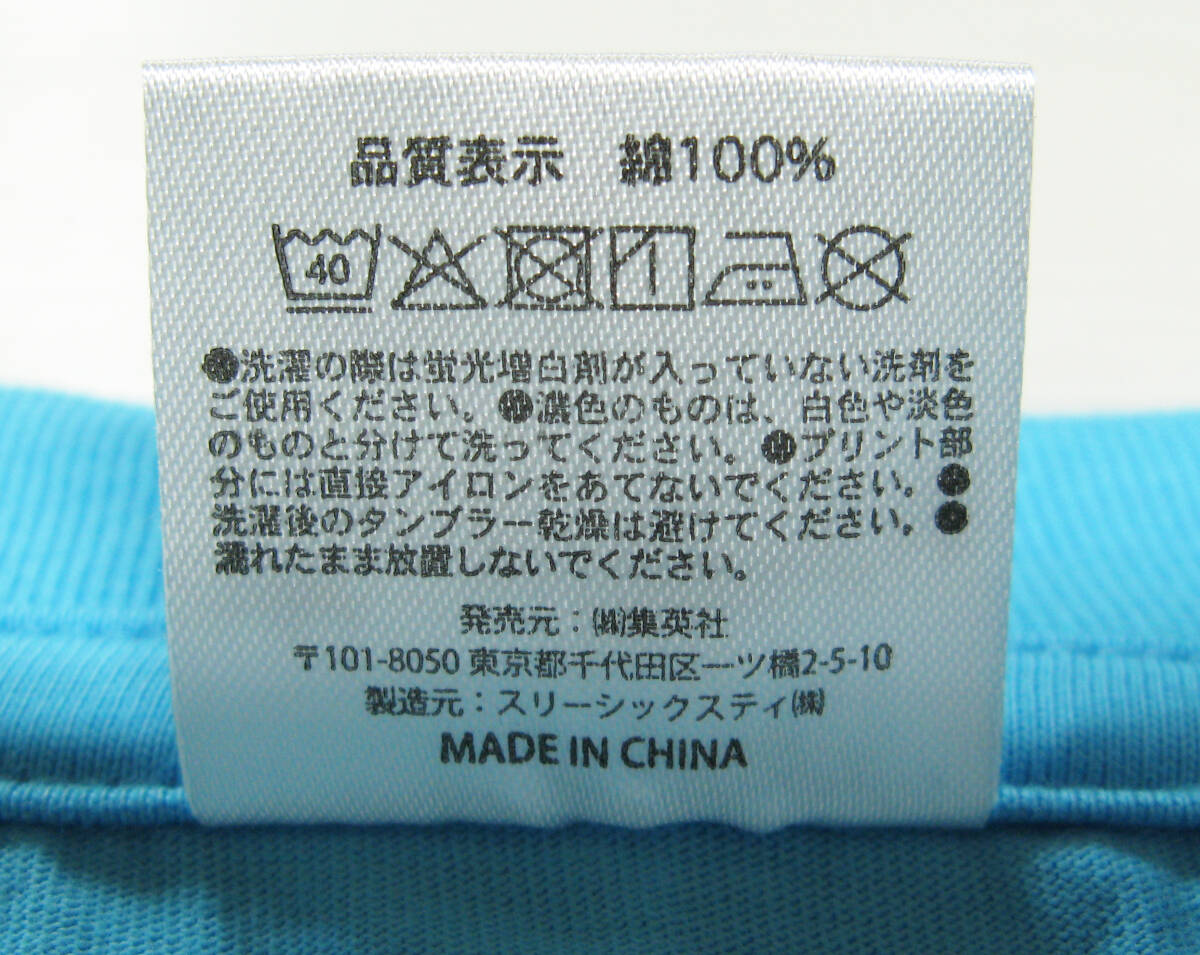 品質表示　綿100%
40
●洗濯の際は蛍光増白剤が入っていない洗剤を
ご使用ください。●濃色のものは、白色や淡色
のものと分けて洗ってください。●プリント部
分には直接アイロンをあてないでください。●
洗濯後のタンブラー乾燥は避けてください。●
濡れたまま放置しないでください。
発売元：㈱集英社
〒101-8050 東京都千代田区一ツ橋2-5-10
製造元：スリーシックスティ㈱
MADE IN CHINA